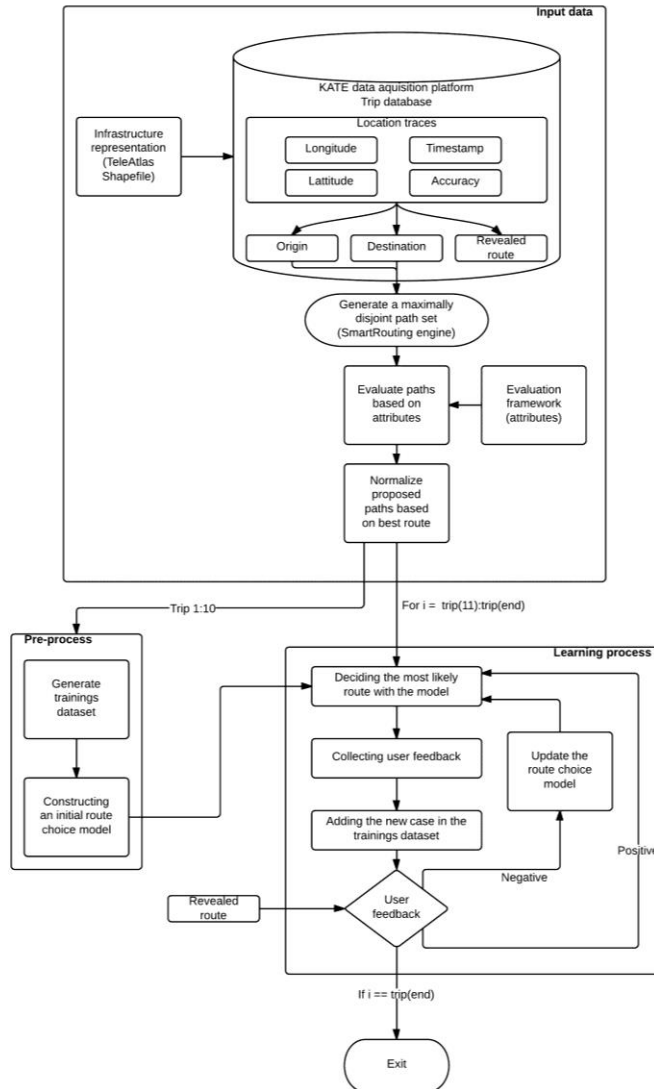 Input data
KATE data aquisition platform
Trip database
Location traces
Infrastructure
representation
(TeleAtlas
Shapefile)
Longitude
Timestamp
Lattitude
Accuracy
Origin
Destination
Revealed
route
Generate a maximally
disjoint path set
(SmartRouting engine)
Evaluate paths
based on
attributes
Evaluation
framework
(attributes)
Normalize
proposed
paths based
on best route
Trip 1:10
For i = trip(11):trip(end)
Pre-process
Generate
trainings
dataset
Constructing
an initial route
choice model
Learning process
Deciding the most likely
route with the model
Collecting user feedback
Update the
route choice
model
Adding the new case in the
trainings dataset
Positive
Negative
Revealed
route
User
feedback
If i == trip(end)
Exit